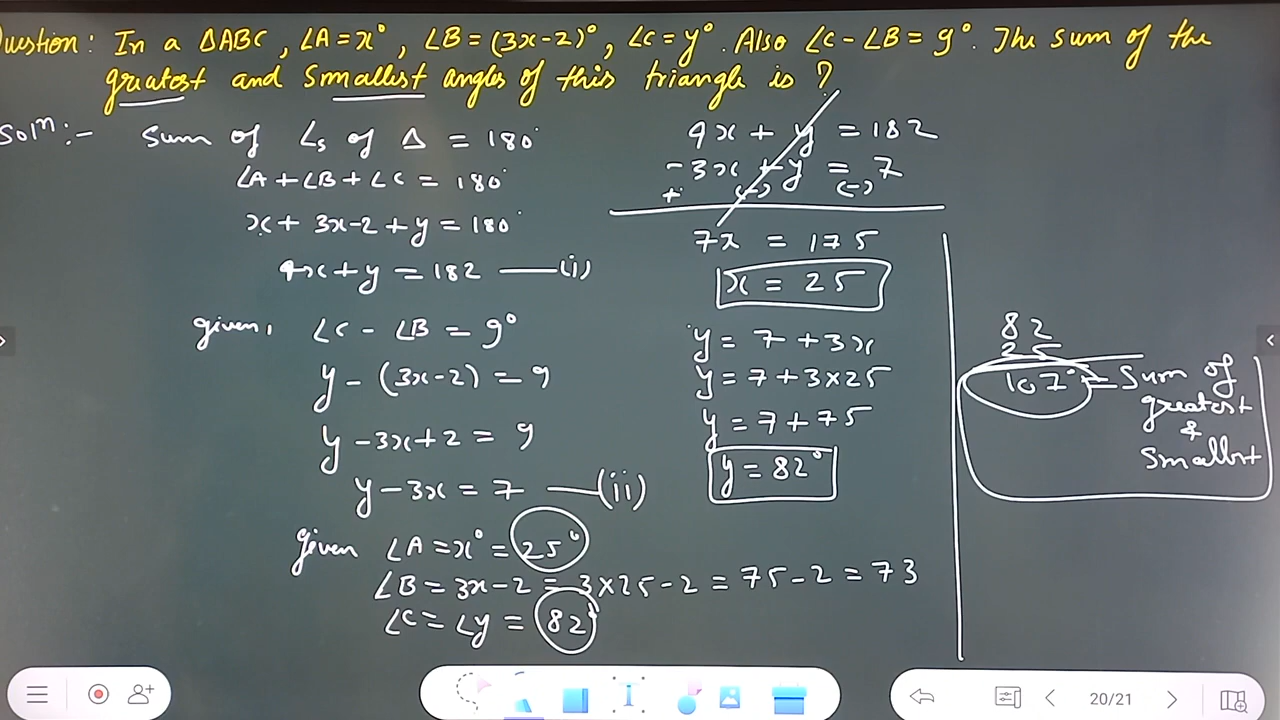 uestion: In a ΔABC, ∠A=x°, ∠B=(3x-2)°, ∠C=y°. Also ∠C-∠B=9°. The sum of the
greatest and smallest angles of this triangle is ?
Solⁿ:- Sum of ∠s of Δ = 180°
∠A+∠B+∠C = 180°
x+ 3x-2+y = 180°
4x+y = 182 —(i)
given, ∠C - ∠B = 9°
y - (3x-2) = 9
y -3x+2 = 9
y-3x = 7 —(ii)
given ∠A=x°= 25°
∠B= 3x-2 = 3×25-2 = 75-2 = 73
∠C= ∠y = 82°
4x + y = 182
-3x + y = 7
+ (-) (-)
7x = 175
x = 25
y = 7 +3x
y = 7+3×25
y = 7+75
y = 82°
82
25
107° = Sum of
greatest
&
smallest
20/21